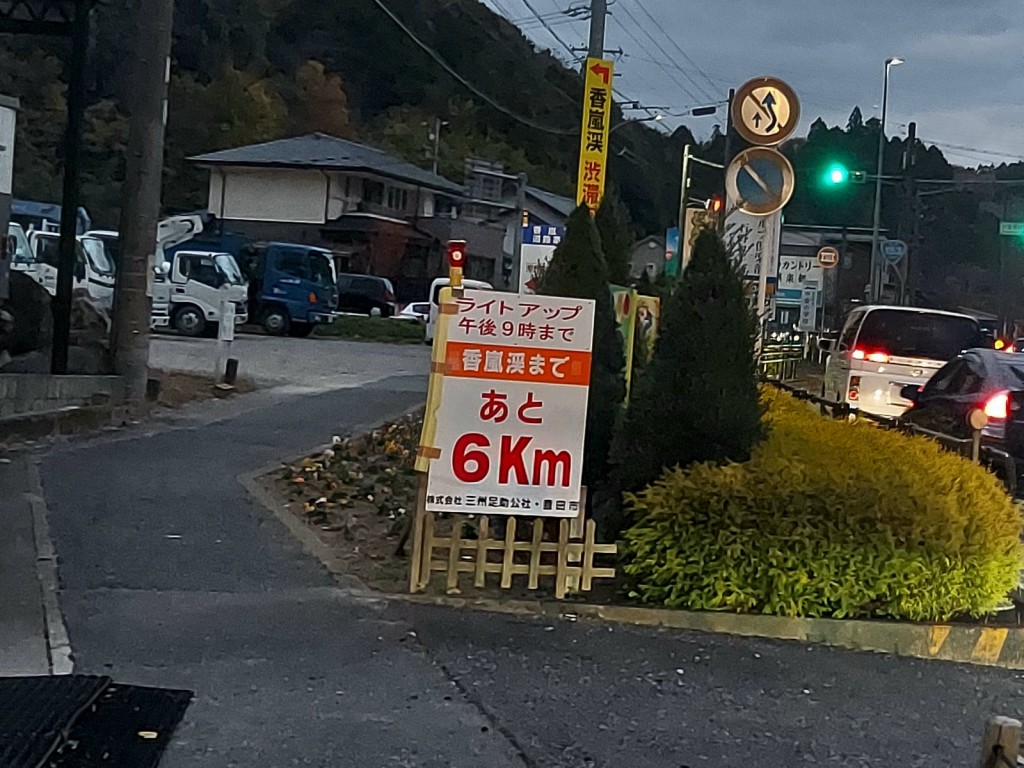 香嵐渓 渋滞
ライトアップ
午後9時まで
香嵐渓まで
あと
6Km
株式会社 三州足助公社・豊田市